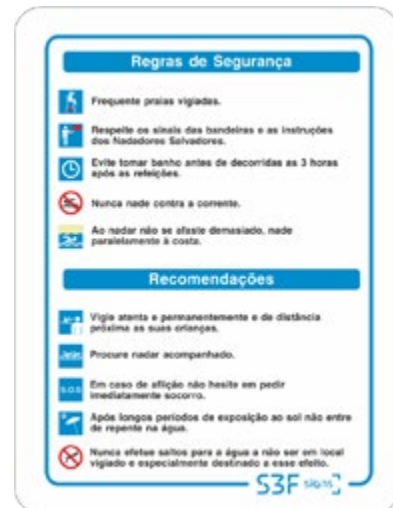 Regras de Segurança
Frequente praias vigiadas.
Respeite os sinais das bandeiras e as instruções
dos Nadadores Salvadores.
Evite tomar banho antes de decorridas as 3 horas
após as refeições.
Nunca nade contra a corrente.
Ao nadar não se afaste demasiado, nade
paralelamente à costa.
Recomendações
Vigie atenta e permanentemente e de distância
próxima as suas crianças.
Procure nadar acompanhado.
S.O.S
Em caso de aflição não hesite em pedir
imediatamente socorro.
Após longos períodos de exposição ao sol não entre
de repente na água.
Nunca efetue saltos para a água a não ser em local
vigiado e especialmente destinado a esse efeito.
S3F signs